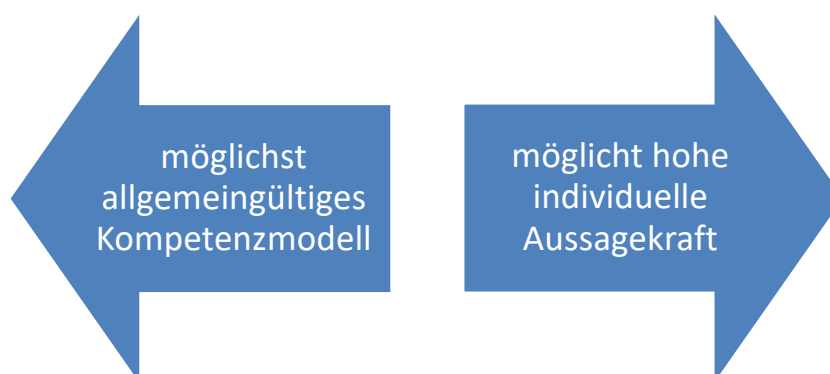 möglichst
allgemeingültiges
Kompetenzmodell
möglicht hohe
individuelle
Aussagekraft